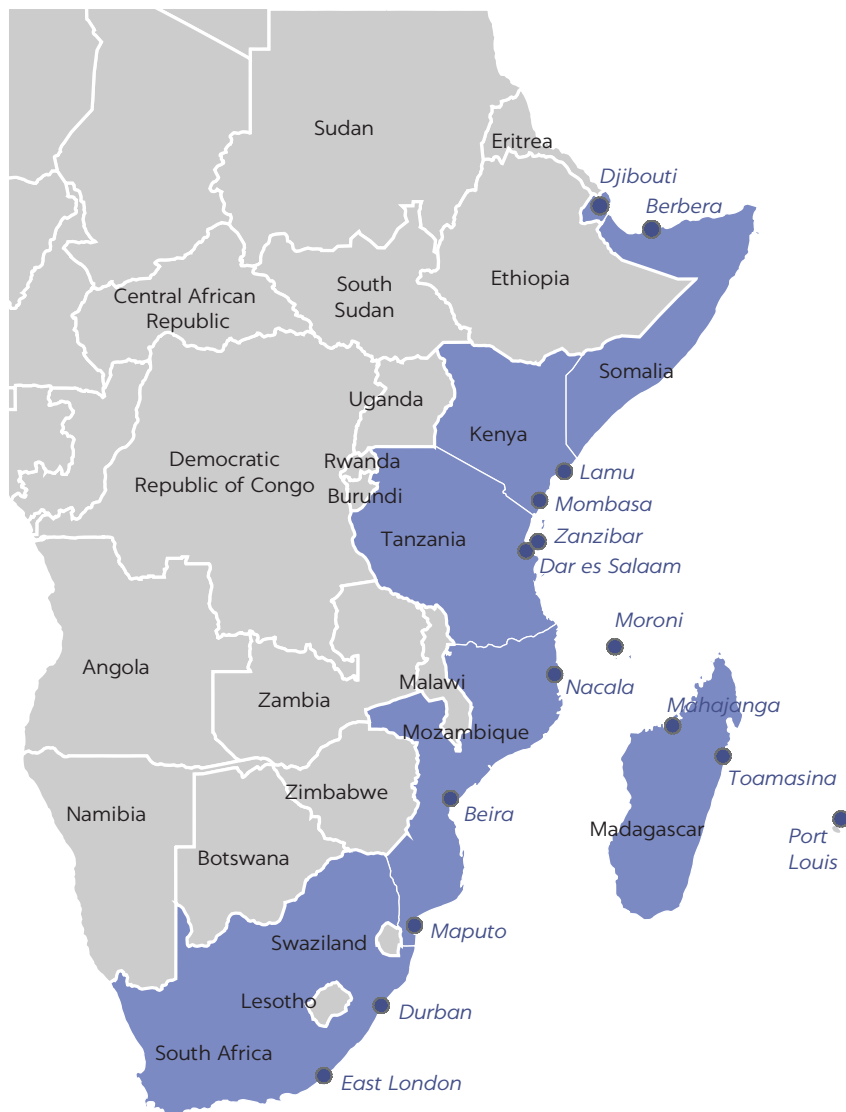 Sudan
Eritrea
Djibouti
Berbera
Ethiopia
South
Sudan
Central African
Republic
Somalia
Uganda
Kenya
Rwanda
Democratic
Republic of Congo
Burundi
Lamu
Mombasa
Zanzibar
Tanzania
Dar es Salaam
Moroni
Angola
Malawi
Nacala
Zambia
Mahajanga
Mozambique
Toamasina
Zimbabwe
Namibia
Beira
Madagascar
Port
Louis
Botswana
Maputo
Swaziland
Lesotho
Durban
South Africa
East London